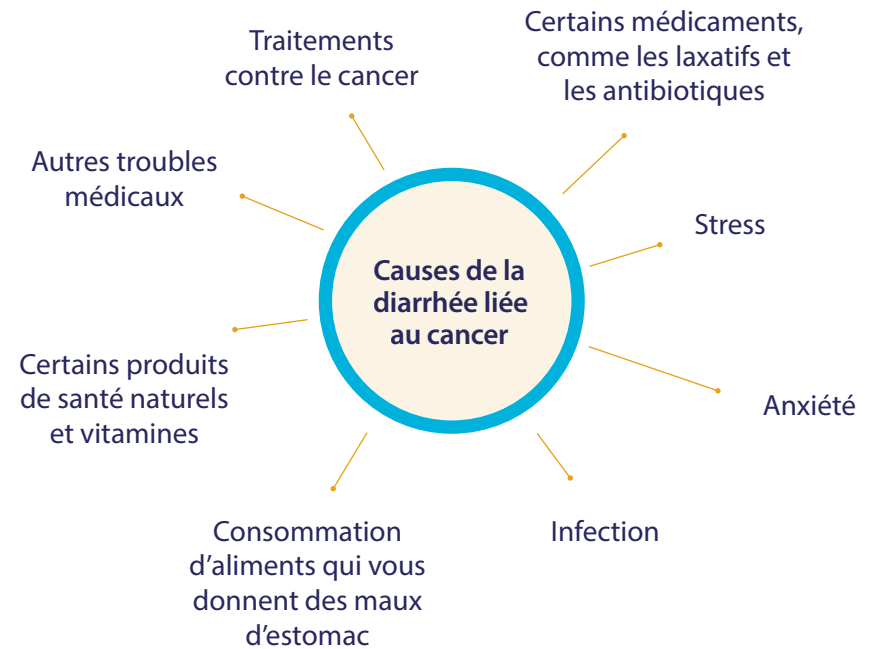 Certains médicaments,
comme les laxatifs et
les antibiotiques
Traitements
contre le cancer
Autres troubles
médicaux
Stress
Causes de la
diarrhée liée
au cancer
Certains produits
de santé naturels
et vitamines
Anxiété
Consommation
d’aliments qui vous
donnent des maux
d’estomac
Infection